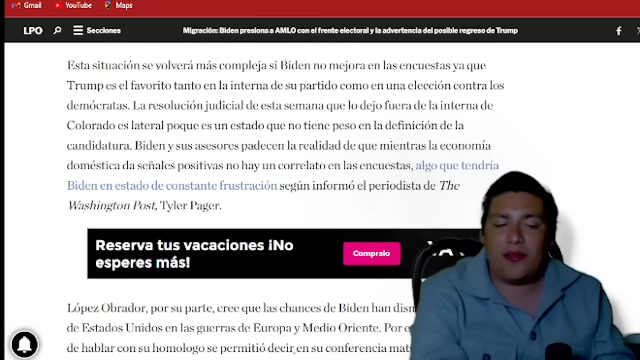 Gmail YouTube Maps
LPO Secciones Migración: Biden presiona a AMLO con el frente electoral y la advertencia del posible regreso de Trump
Esta situación se volverá más compleja si Biden no mejora en las encuestas ya que
Trump es el favorito tanto en la interna de su partido como en una elección contra los
demócratas. La resolución judicial de esta semana que lo dejo fuera de la interna de
Colorado es lateral poque es un estado que no tiene peso en la definición de la
candidatura. Biden y sus asesores padecen la realidad de que mientras la economía
doméstica da señales positivas no hay un correlato en las encuestas, algo que tendría
Biden en estado de constante frustración según informó el periodista de The
Washington Post, Tyler Pager.
Reserva tus vacaciones ¡No
esperes más!
Compralo
López Obrador, por su parte, cree que las chances de Biden han
de Estados Unidos en las guerras de Europa y Medio Oriente. Por
de hablar con su homologo se permitió decir en su conferencia